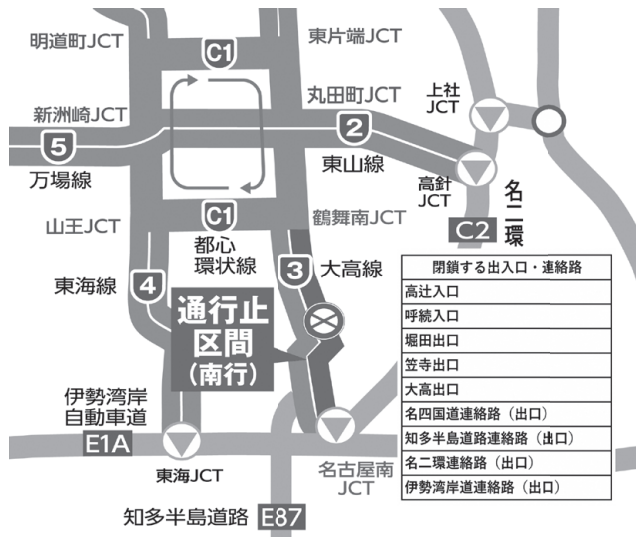 明道町JCT
C1
東片端JCT
丸田町JCT
上社
JCT
新洲崎JCT
2
5
東山線
万場線
高針
JCT
名二環
C2
山王JCT
C1
鶴舞南JCT
都心
環状線
3
大高線
東海線
4
通行止
区間
(南行)
閉鎖する出入口・連絡路
高辻入口
呼続入口
堀田出口
笠寺出口
大高出口
名四国道連絡路(出口)
知多半島道路連絡路(出口)
名二環連絡路(出口)
伊勢湾岸道連絡路(出口)
伊勢湾岸
自動車道
E1A
東海JCT
名古屋南
JCT
知多半島道路
E87